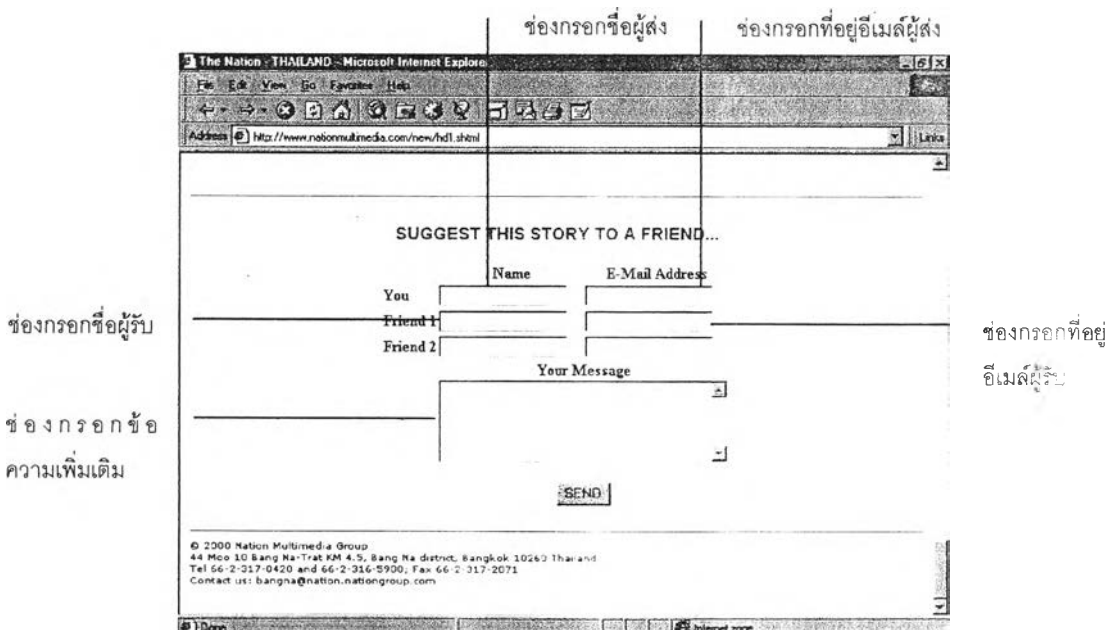 ช่องกรอกชื่อผู้ส่ง ช่องกรอกที่อยู่อีเมล์ผู้ส่ง
The Nation - THAILAND - Microsoft Internet Explorer
File Edit View Go Favorites Help
Address http://www.nationmultimedia.com/new/hd1.shtml Links
SUGGEST THIS STORY TO A FRIEND...
Name E-Mail Address
You
Friend 1
Friend 2
ช่องกรอกชื่อผู้รับ
ช่องกรอกที่อยู่
อีเมล์ผู้รับ
Your Message
ช่องกรอกข้อ
ความเพิ่มเติม
SEND
© 2000 Nation Multimedia Group
44 Moo 10 Bang Na-Trat KM 4.5, Bang Na district, Bangkok 10260 Thailand
Tel 66-2-317-0420 and 66-2-316-5900; Fax 66-2-317-2071
Contact us: bangna@nation.nationgroup.com
Done Internet zone